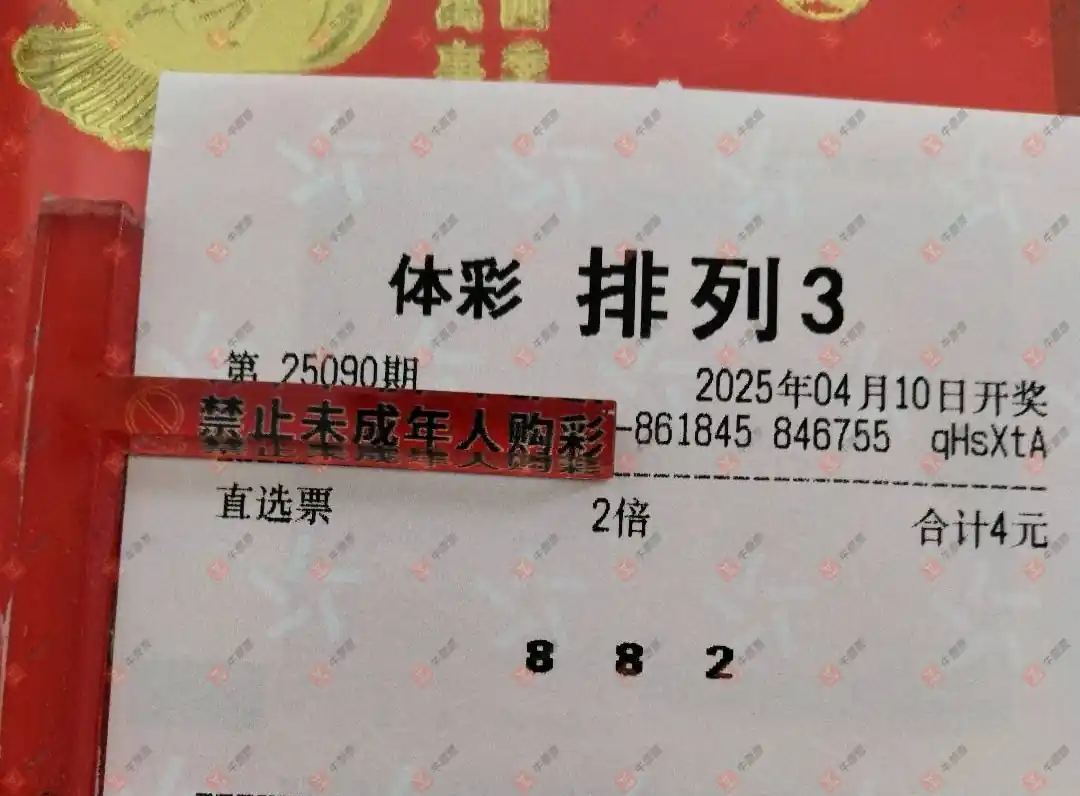 体彩 排列3
第 25090期 2025年04月10日开奖
禁止未成年人购彩 -861845 846755 qHsXtA
直选票 2倍 合计4元
8 8 2